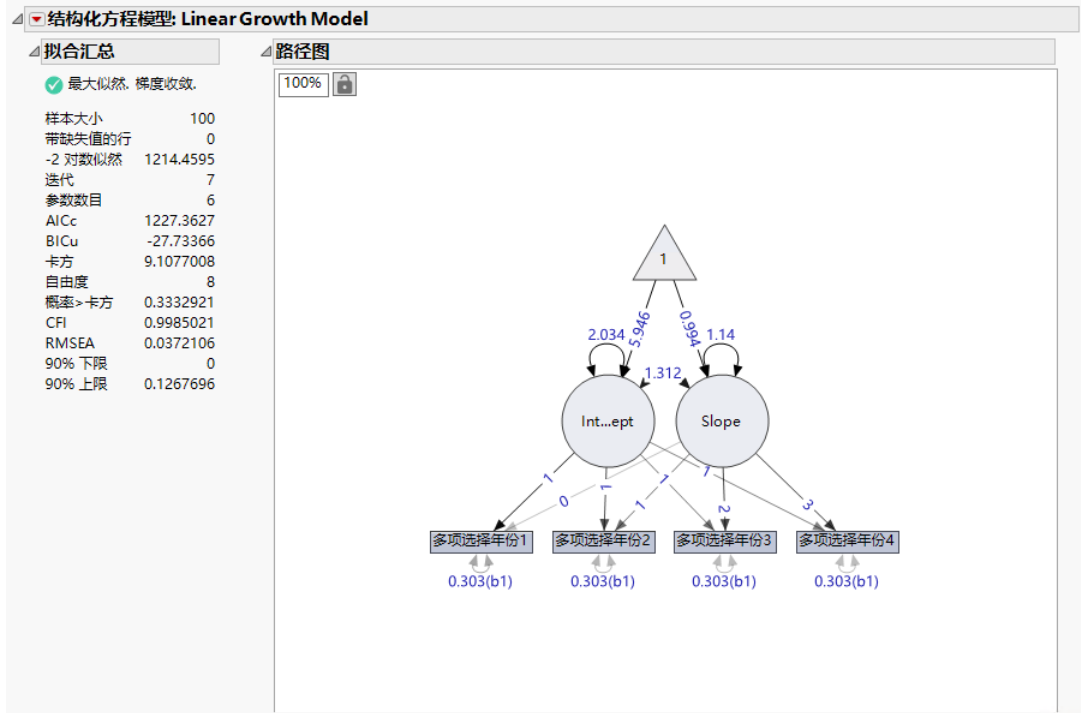 结构化方程模型: Linear Growth Model
拟合汇总
最大似然. 梯度收敛.
样本大小 100
带缺失值的行 0
-2 对数似然 1214.4595
迭代 7
参数数目 6
AICc 1227.3627
BICu -27.73366
卡方 9.1077008
自由度 8
概率>卡方 0.3332921
CFI 0.9985021
RMSEA 0.0372106
90% 下限 0
90% 上限 0.1267696
路径图
100%
1
5.946 0.994
2.034 1.14
1.312
Int...ept Slope
1 0 1 1 1 2 1 3
多项选择年份1 多项选择年份2 多项选择年份3 多项选择年份4
0.303(b1) 0.303(b1) 0.303(b1) 0.303(b1)